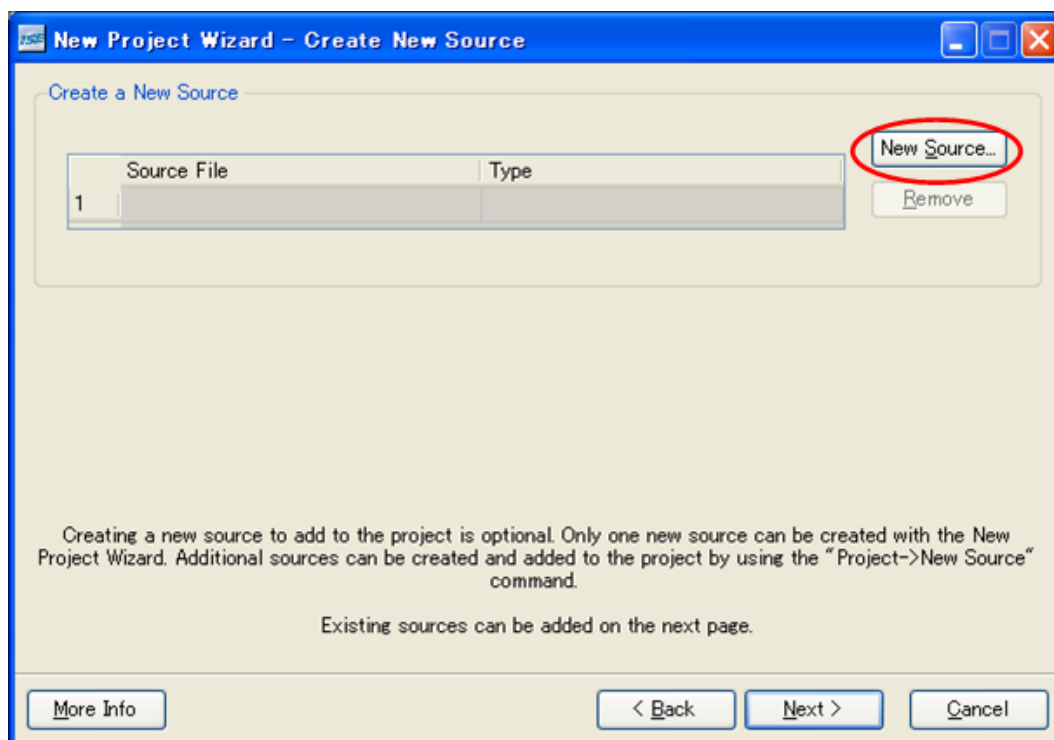 ISE New Project Wizard - Create New Source
Create a New Source
New Source...
Source File Type
1
Remove
Creating a new source to add to the project is optional. Only one new source can be created with the New
Project Wizard. Additional sources can be created and added to the project by using the "Project->New Source"
command.
Existing sources can be added on the next page.
More Info < Back Next > Cancel